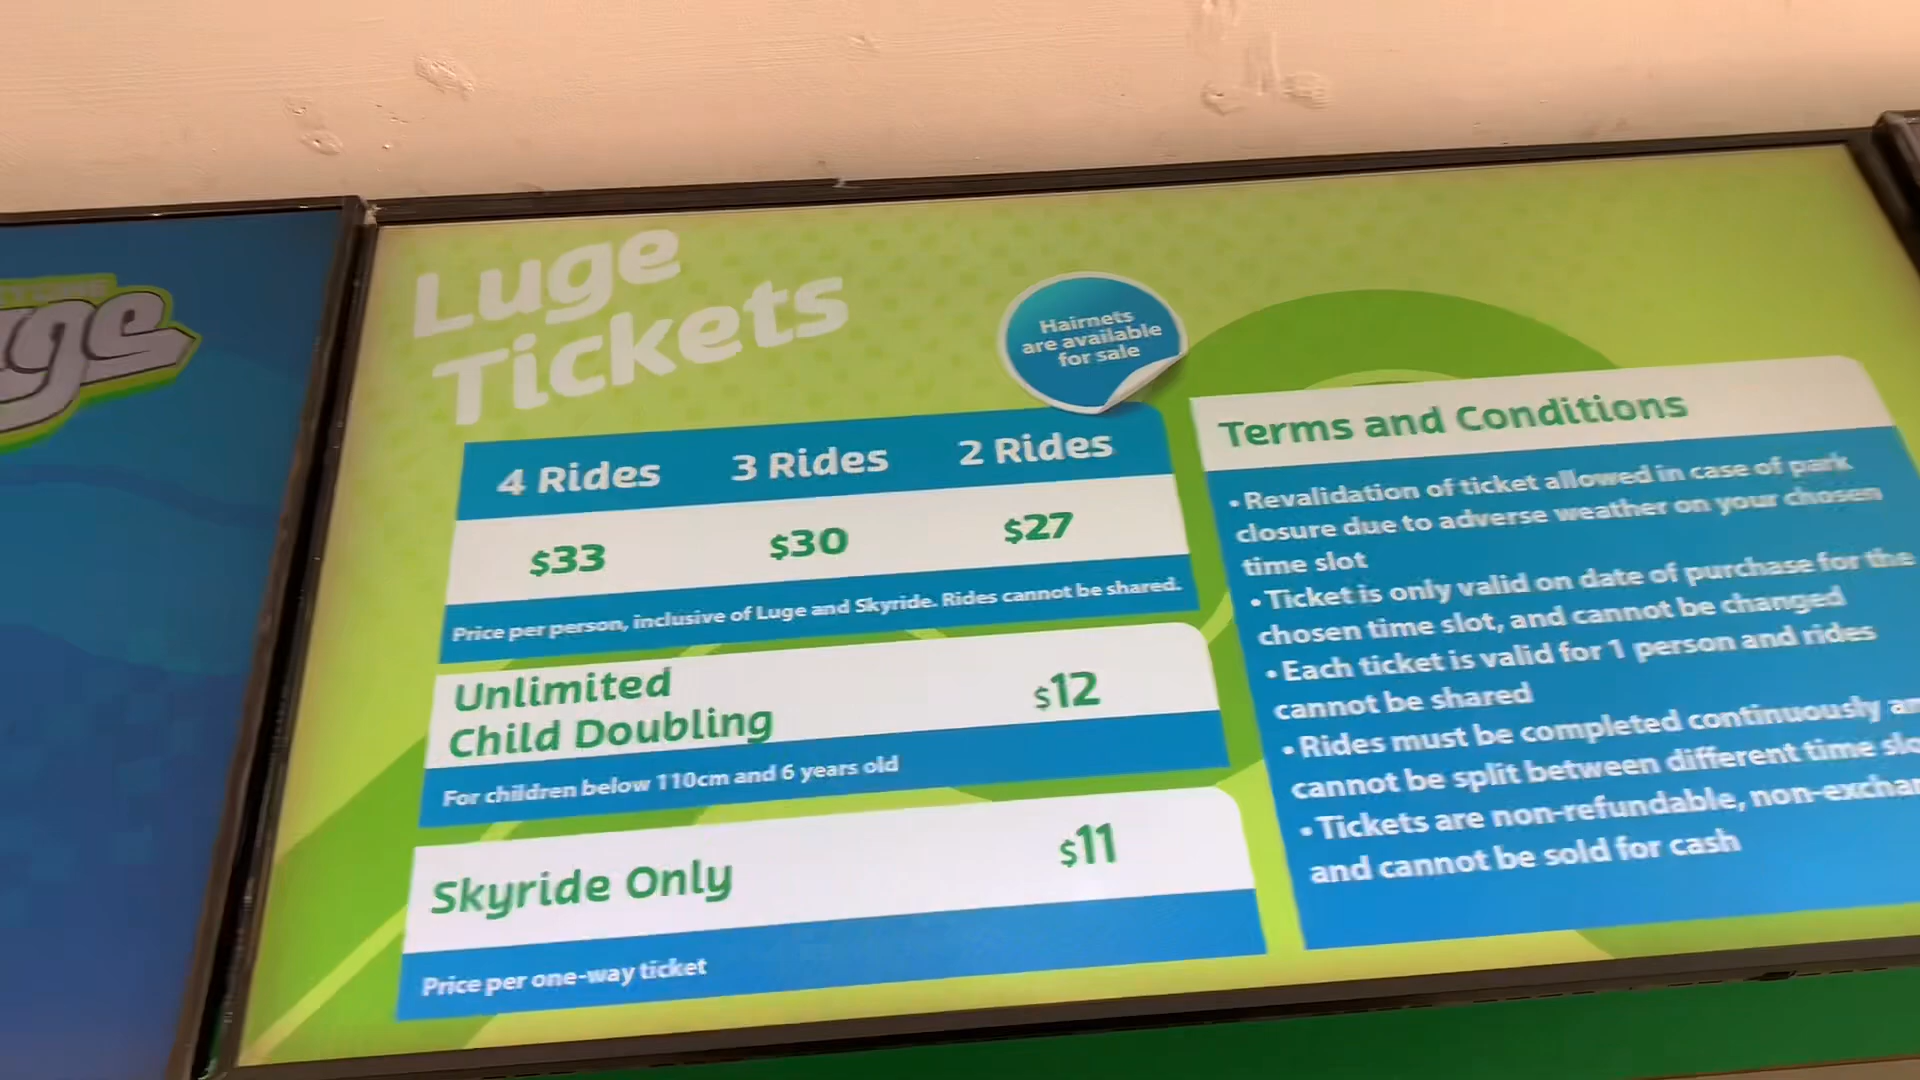 Luge
Tickets
Hairnets
are available
for sale
4 Rides 3 Rides 2 Rides
$33 $30 $27
Price per person, inclusive of Luge and Skyride. Rides cannot be shared.
Unlimited
Child Doubling
$12
For children below 110cm and 6 years old
Skyride Only $11
Price per one-way ticket
Terms and Conditions
• Revalidation of ticket allowed in case of park
closure due to adverse weather on your chosen
time slot
• Ticket is only valid on date of purchase for the
chosen time slot, and cannot be changed
• Each ticket is valid for 1 person and rides
cannot be shared
• Rides must be completed continuously
cannot be split between different time
• Tickets are non-refundable,
and cannot be sold for cash